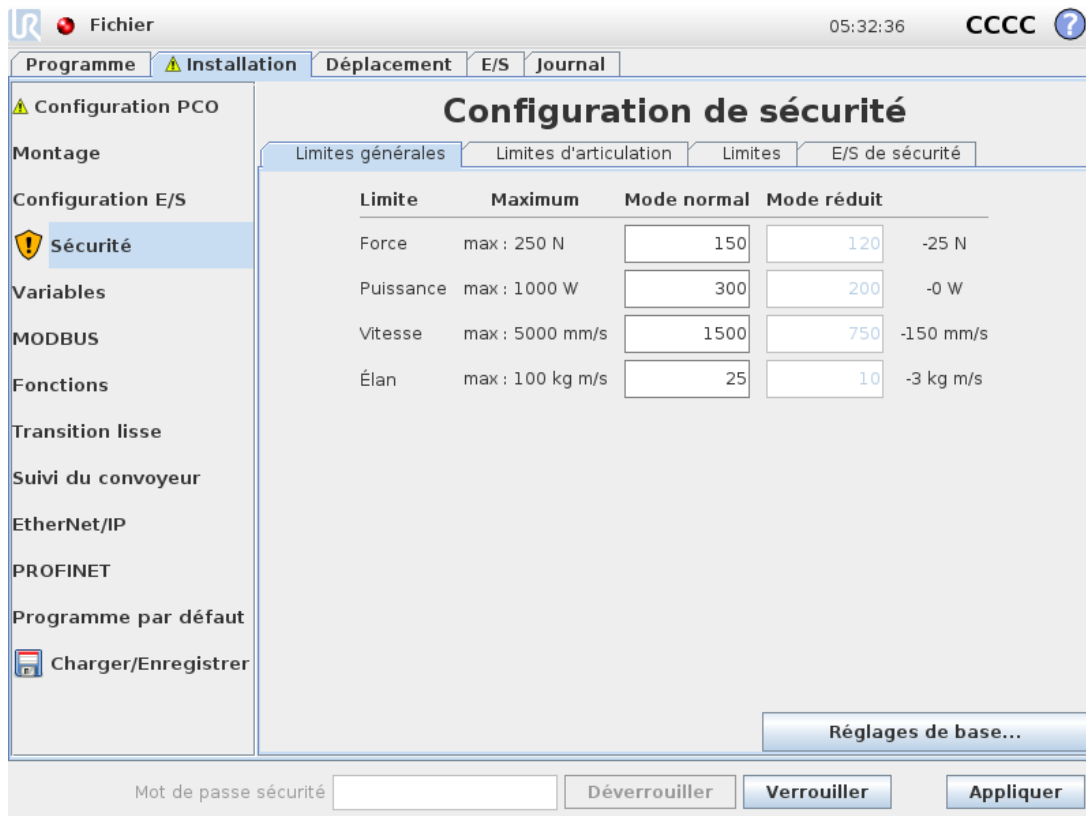 UR Fichier 05:32:36 CCCC ?
Programme Installation Déplacement E/S Journal
Configuration PCO
Montage
Configuration E/S
Sécurité
Variables
MODBUS
Fonctions
Transition lisse
Suivi du convoyeur
EtherNet/IP
PROFINET
Programme par défaut
Charger/Enregistrer
Configuration de sécurité
Limites générales Limites d'articulation Limites E/S de sécurité
Limite Maximum Mode normal Mode réduit
Force max : 250 N 150 120 -25 N
Puissance max : 1000 W 300 200 -0 W
Vitesse max : 5000 mm/s 1500 750 -150 mm/s
Élan max : 100 kg m/s 25 10 -3 kg m/s
Réglages de base...
Mot de passe sécurité Déverrouiller Verrouiller Appliquer